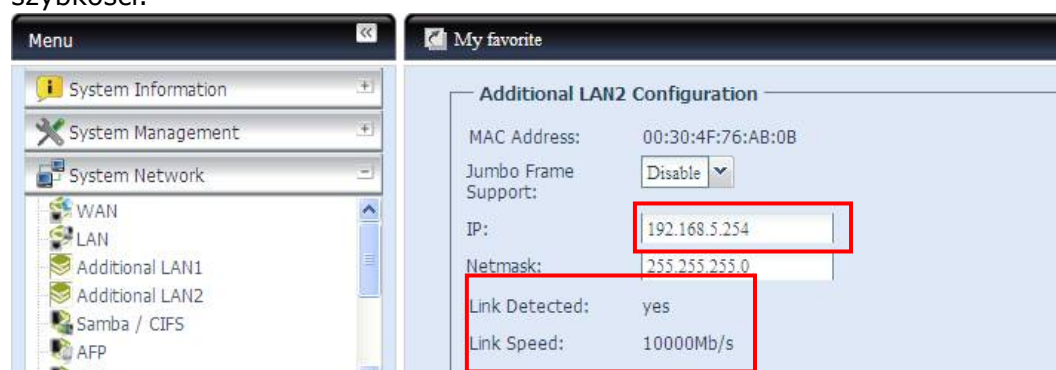 szybkości.
Menu
My favorite
System Information
System Management
System Network
WAN
LAN
Additional LAN1
Additional LAN2
Samba / CIFS
AFP
Additional LAN2 Configuration
MAC Address: 00:30:4F:76:AB:0B
Jumbo Frame Support: Disable
IP: 192.168.5.254
Netmask: 255.255.255.0
Link Detected: yes
Link Speed: 10000Mb/s